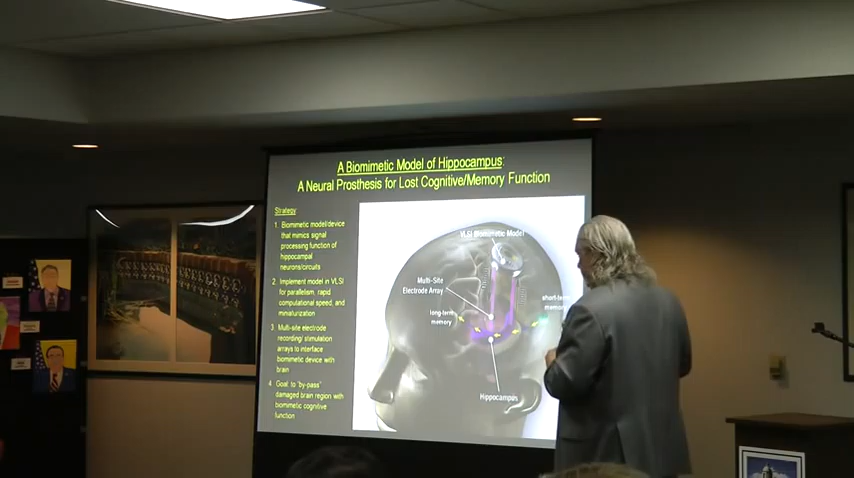 A Biomimetic Model of Hippocampus:
A Neural Prosthesis for Lost Cognitive/Memory Function
Strategy:
1 Biomimetic model/device
that mimics signal
processing function of
hippocampal
neurons/circuits
2 Implement model in VLSI
for parallelism, rapid
computational speed, and
miniaturization
3 Multi-site electrode
recording/ stimulation
arrays to interface
biomimetic device with
brain
4 Goal: to "by-pass"
damaged brain region with
biomimetic cognitive
function
VLSI Biomimetic Model
Multi-Site
Electrode Array
long-term
memory
short-term
memory
Hippocampus